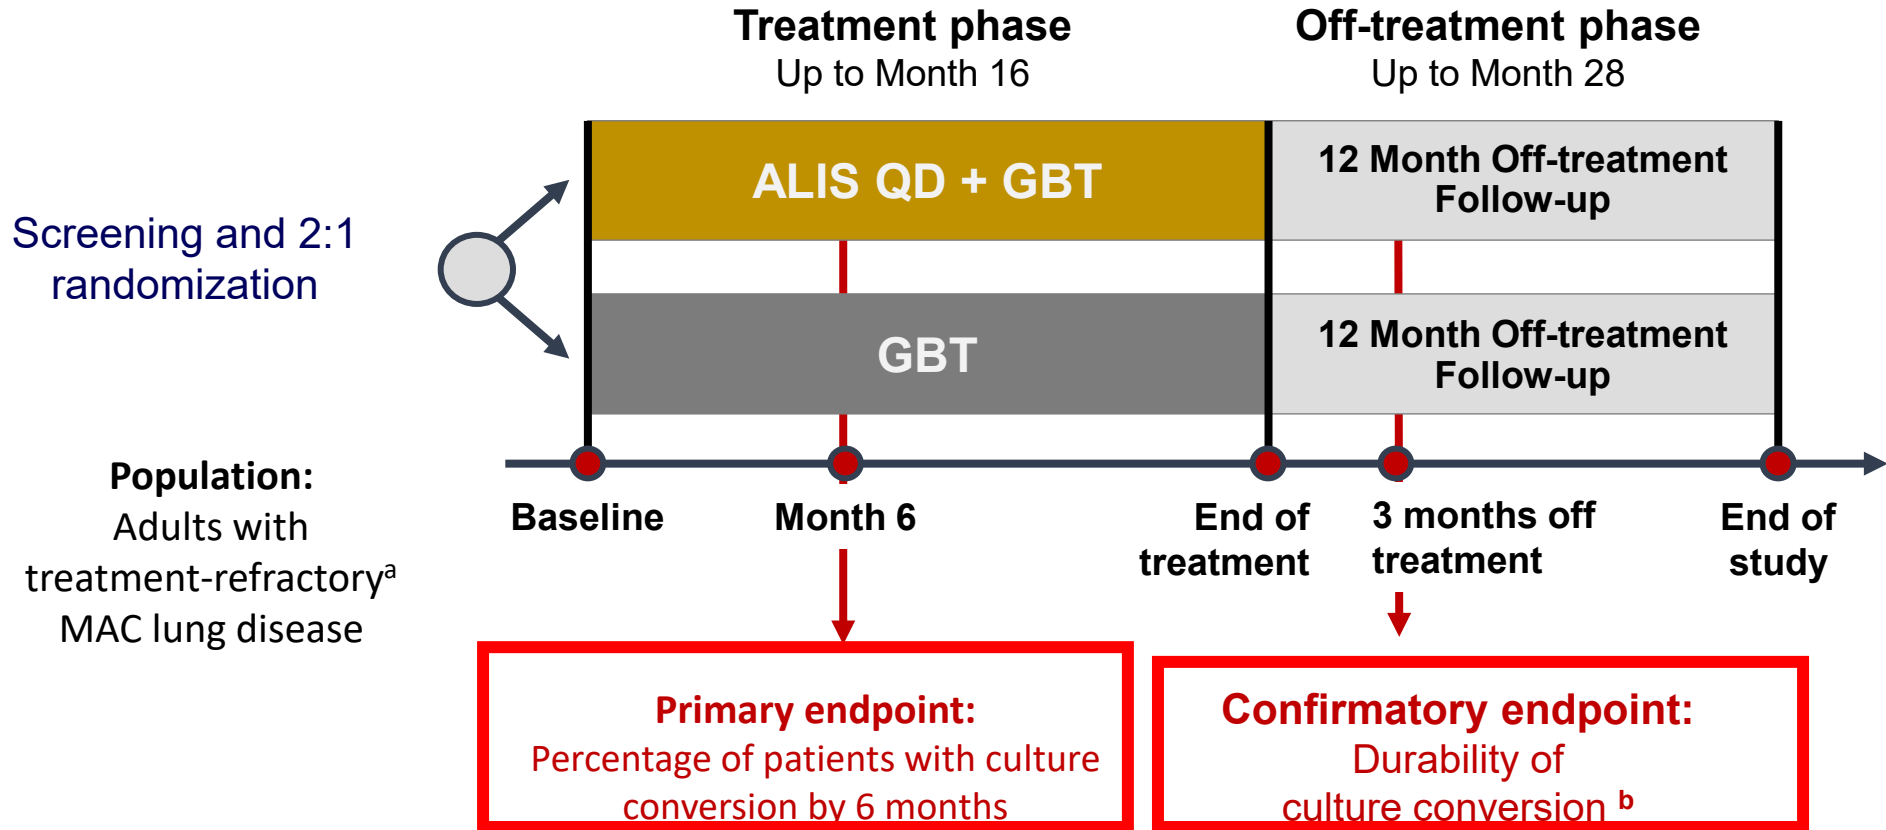 Treatment phase
Up to Month 16
Off-treatment phase
Up to Month 28
Screening and 2:1
randomization
ALIS QD + GBT
12 Month Off-treatment
Follow-up
GBT
12 Month Off-treatment
Follow-up
Population:
Adults with
treatment-refractoryᵃ
MAC lung disease
Baseline
Month 6
End of
treatment
3 months off
treatment
End of
study
Primary endpoint:
Percentage of patients with culture
conversion by 6 months
Confirmatory endpoint:
Durability of
culture conversion ᵇ